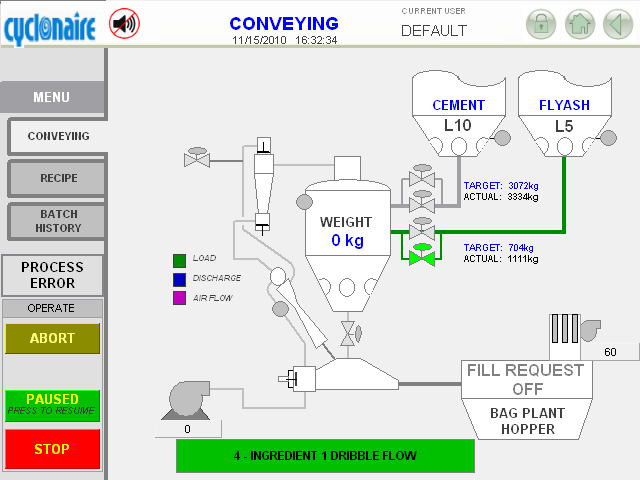 cyclonaire
CONVEYING
11/15/2010 16:32:34
CURRENT USER
DEFAULT
MENU
CONVEYING
RECIPE
BATCH
HISTORY
PROCESS
ERROR
OPERATE
ABORT
PAUSED
PRESS TO RESUME
STOP
CEMENT
L10
FLYASH
L5
TARGET: 3072kg
ACTUAL: 3334kg
WEIGHT
0 kg
TARGET: 704kg
ACTUAL: 1111kg
LOAD
DISCHARGE
AIR FLOW
60
FILL REQUEST
OFF
BAG PLANT
HOPPER
0
4 - INGREDIENT 1 DRIBBLE FLOW